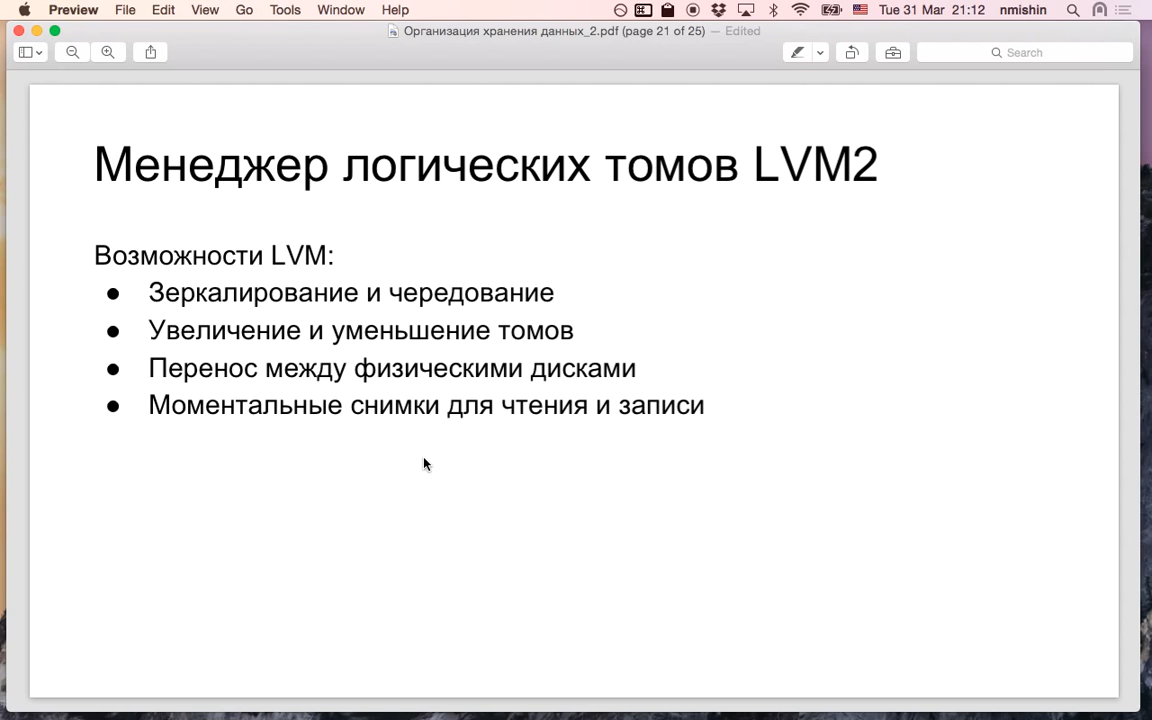 Preview File Edit View Go Tools Window Help Tue 31 Mar 21:12 nmishin
Организация хранения данных_2.pdf (page 21 of 25) — Edited
Search
Менеджер логических томов LVM2
Возможности LVM:
● Зеркалирование и чередование
● Увеличение и уменьшение томов
● Перенос между физическими дисками
● Моментальные снимки для чтения и записи